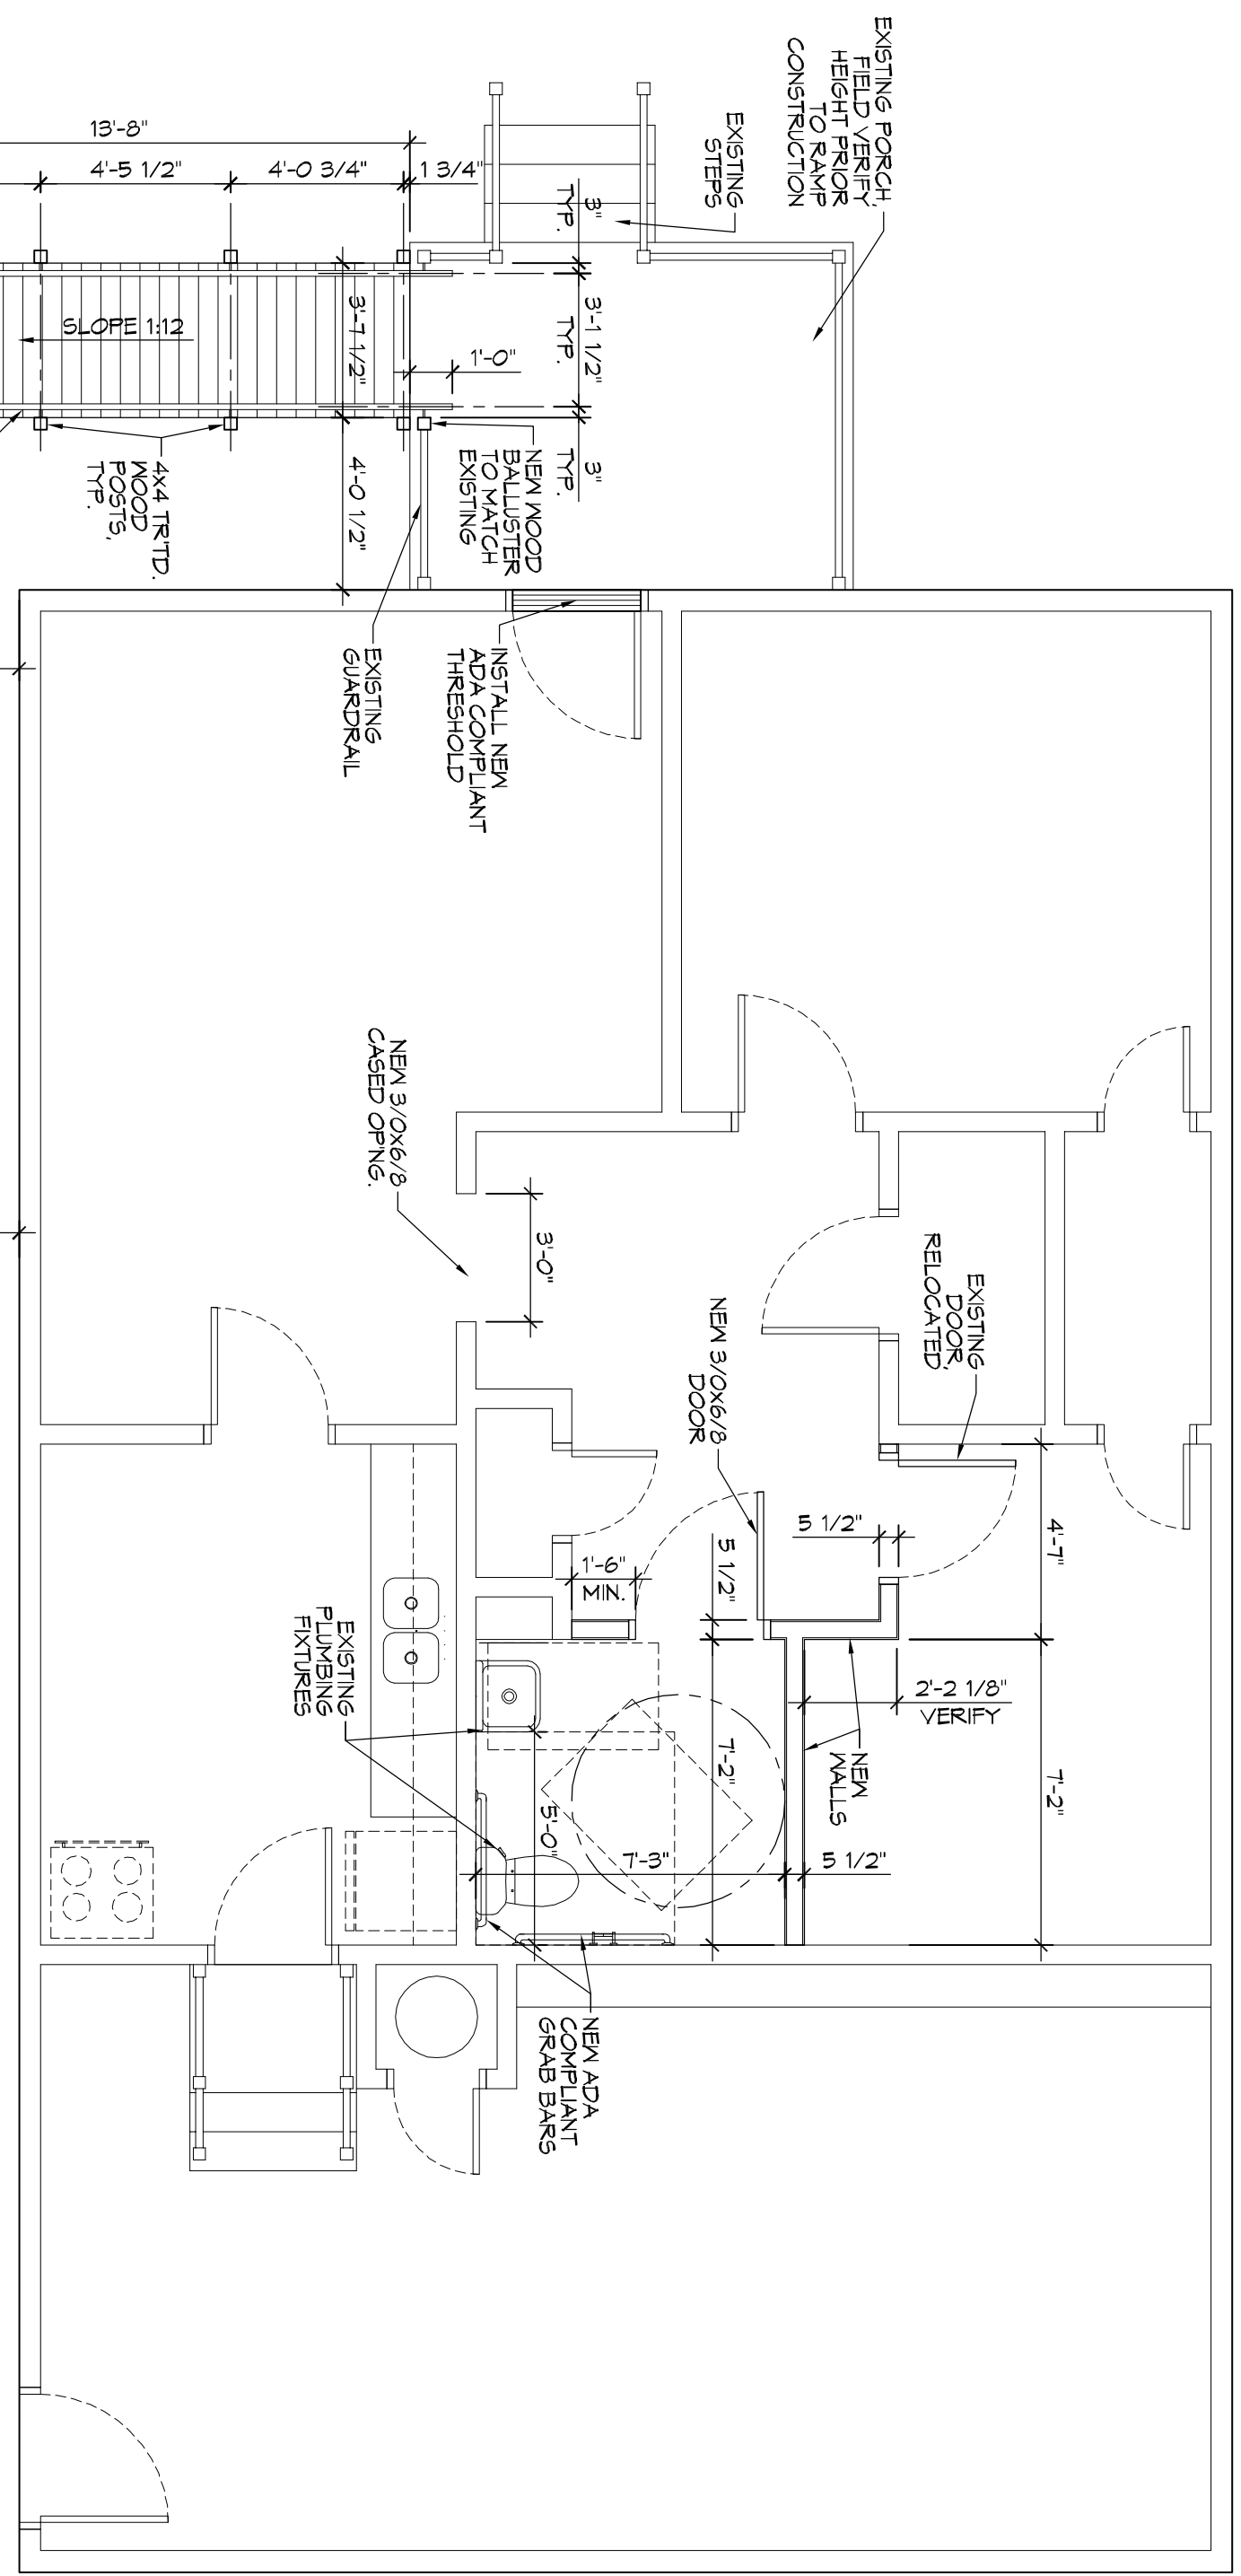 EXISTING PORCH,
FIELD VERIFY
HEIGHT PRIOR
TO RAMP
CONSTRUCTION
EXISTING
STEPS
13'-8"
4'-5 1/2"
4'-0 3/4"
1 3/4"
3"
TYP.
3'-1 1/2"
TYP.
3"
TYP.
SLOPE 1:12
3'-7 1/2"
1'-0"
4'-0 1/2"
NEW WOOD
BALLUSTER
TO MATCH
EXISTING
4x4 TR'TD.
WOOD
POSTS,
TYP.
INSTALL NEW
ADA COMPLIANT
THRESHOLD
EXISTING
GUARDRAIL
NEW 3/0x6/8
CASED OP'NG.
3'-0"
EXISTING
DOOR,
RELOCATED,
NEW 3/0x6/8
DOOR
5 1/2"
4'-7"
5 1/2"
1'-6"
MIN.
2'-2 1/8"
VERIFY
EXISTING
PLUMBING
FIXTURES
NEW
WALLS
7'-2"
7'-2"
5'-0"
7'-3"
5 1/2"
NEW ADA
COMPLIANT
GRAB BARS